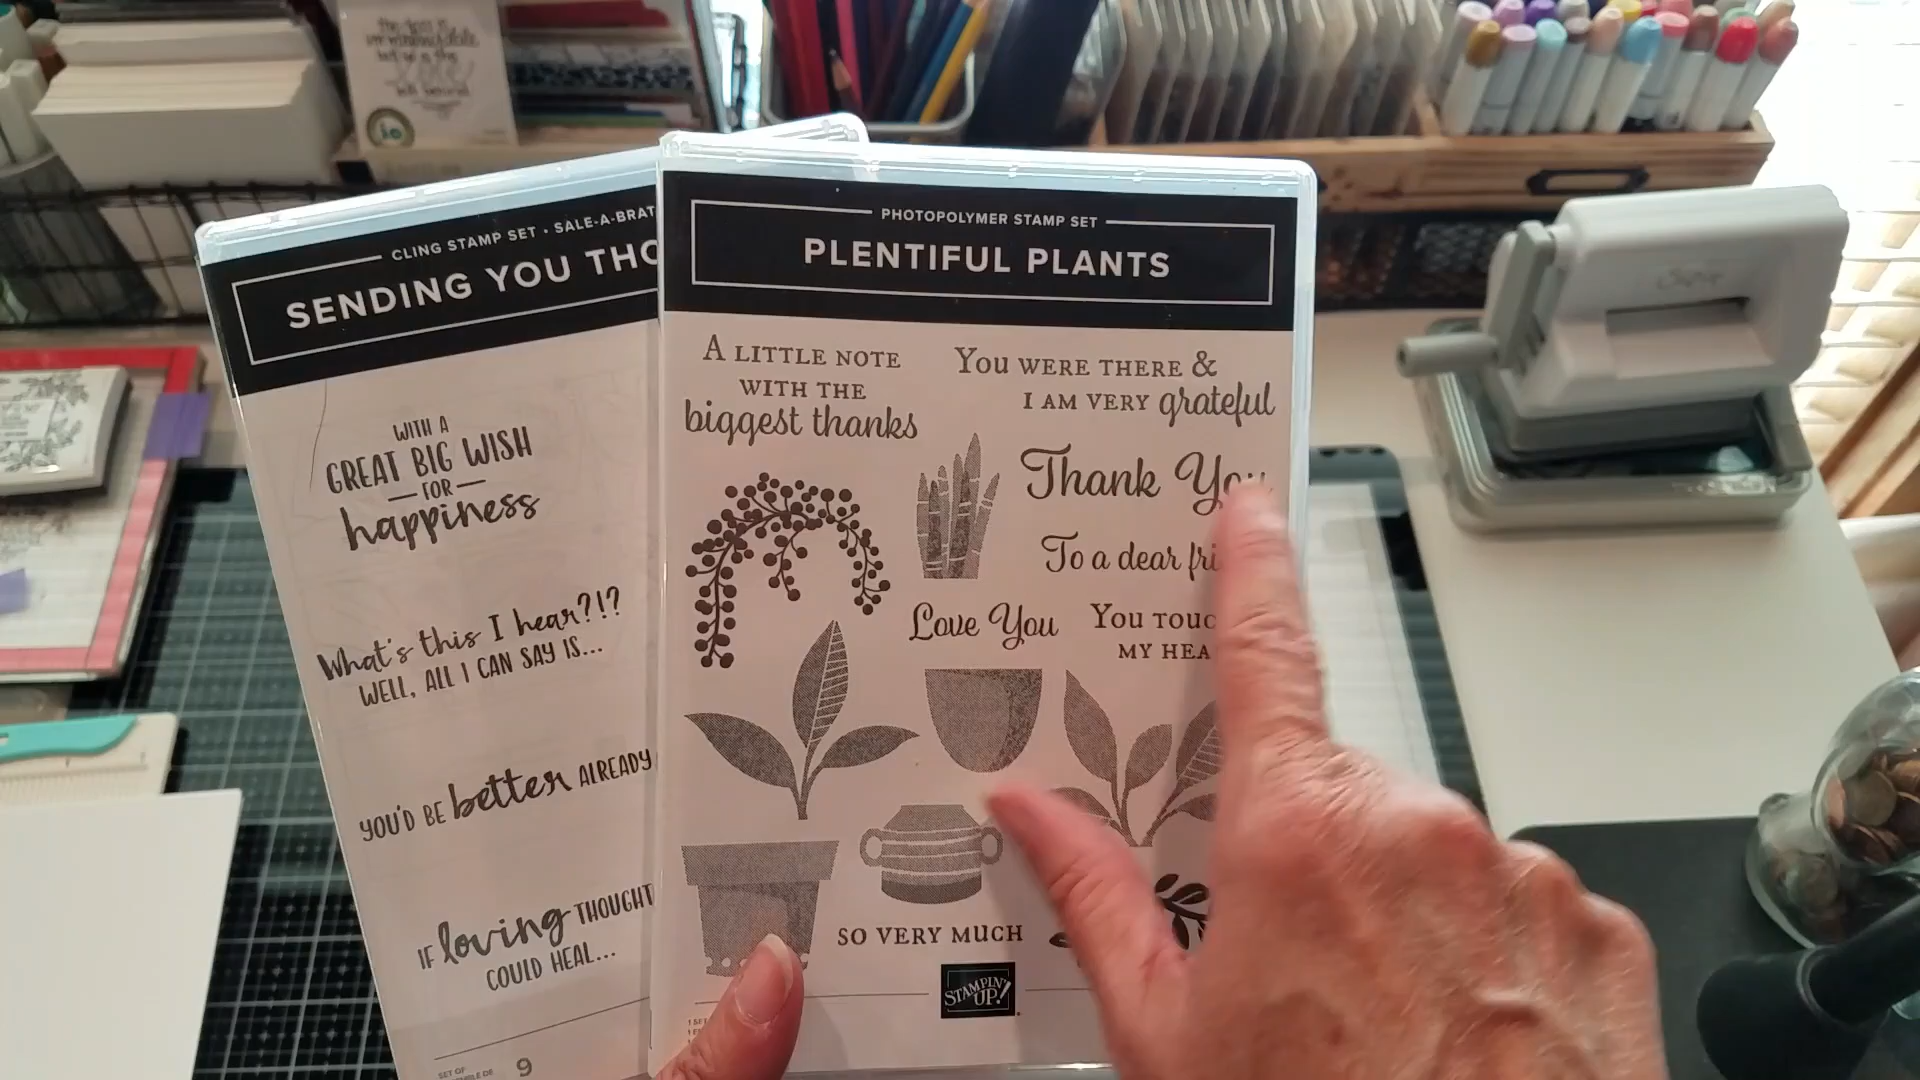 CLING STAMP SET • SALE-A-BRAT
SENDING YOU THO
WITH A
GREAT BIG WISH
— FOR —
happiness
What's this I hear?!?
WELL, ALL I CAN SAY IS...
YOU'D BE better ALREADY
IF loving THOUGHT
COULD HEAL...
SET OF
9
PHOTOPOLYMER STAMP SET
PLENTIFUL PLANTS
A LITTLE NOTE
WITH THE
biggest thanks
You WERE THERE &
I AM VERY grateful
Thank You
To a dear fri
Love You
YOU TOUC
MY HEA
SO VERY MUCH
STAMPIN'
UP!